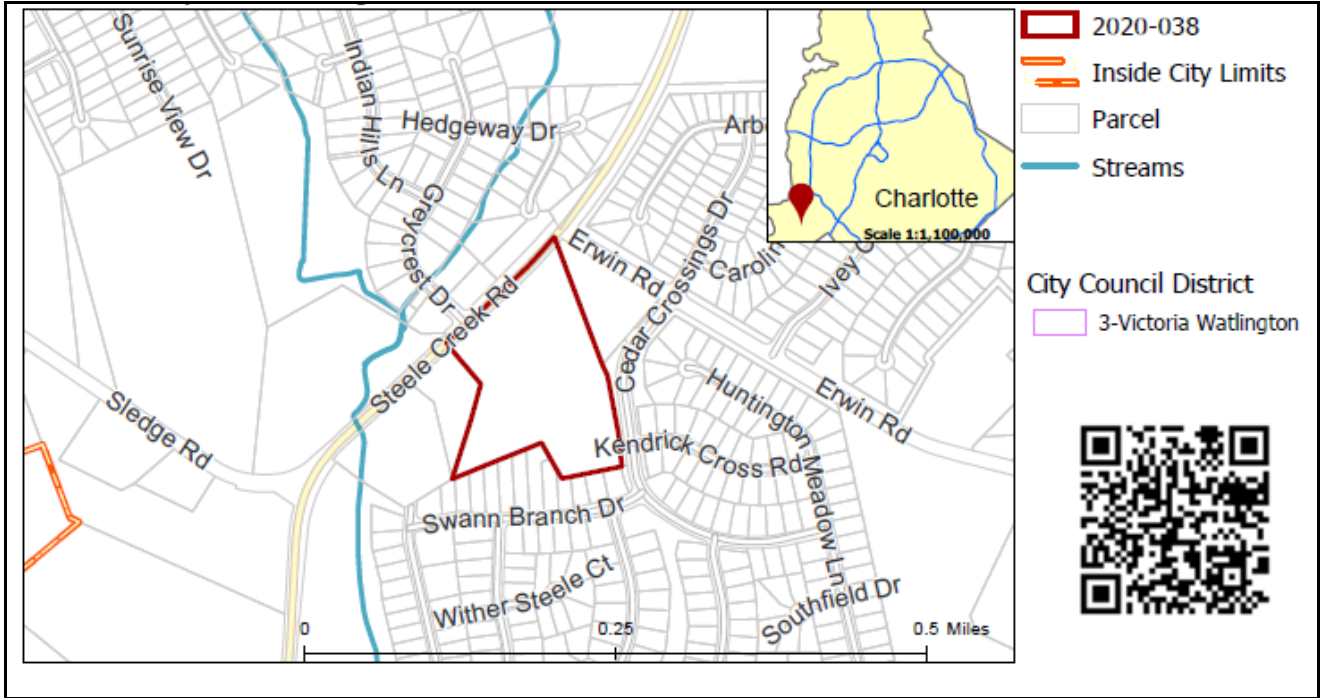 Sunrise View Dr
Indian Hills Ln
Hedgeway Dr
Greycrest Dr
Steele Creek Rd
Erwin Rd
Cedar Crossings Dr
Sledge Rd
Huntington Meadow Ln
Erwin Rd
Kendrick Cross Rd
Swann Branch Dr
Wither Steele Ct
Southfield Dr
0
0.25
0.5 Miles
Charlotte
Scale 1:1,100,000
2020-038
Inside City Limits
Parcel
Streams
City Council District
3-Victoria Watlington